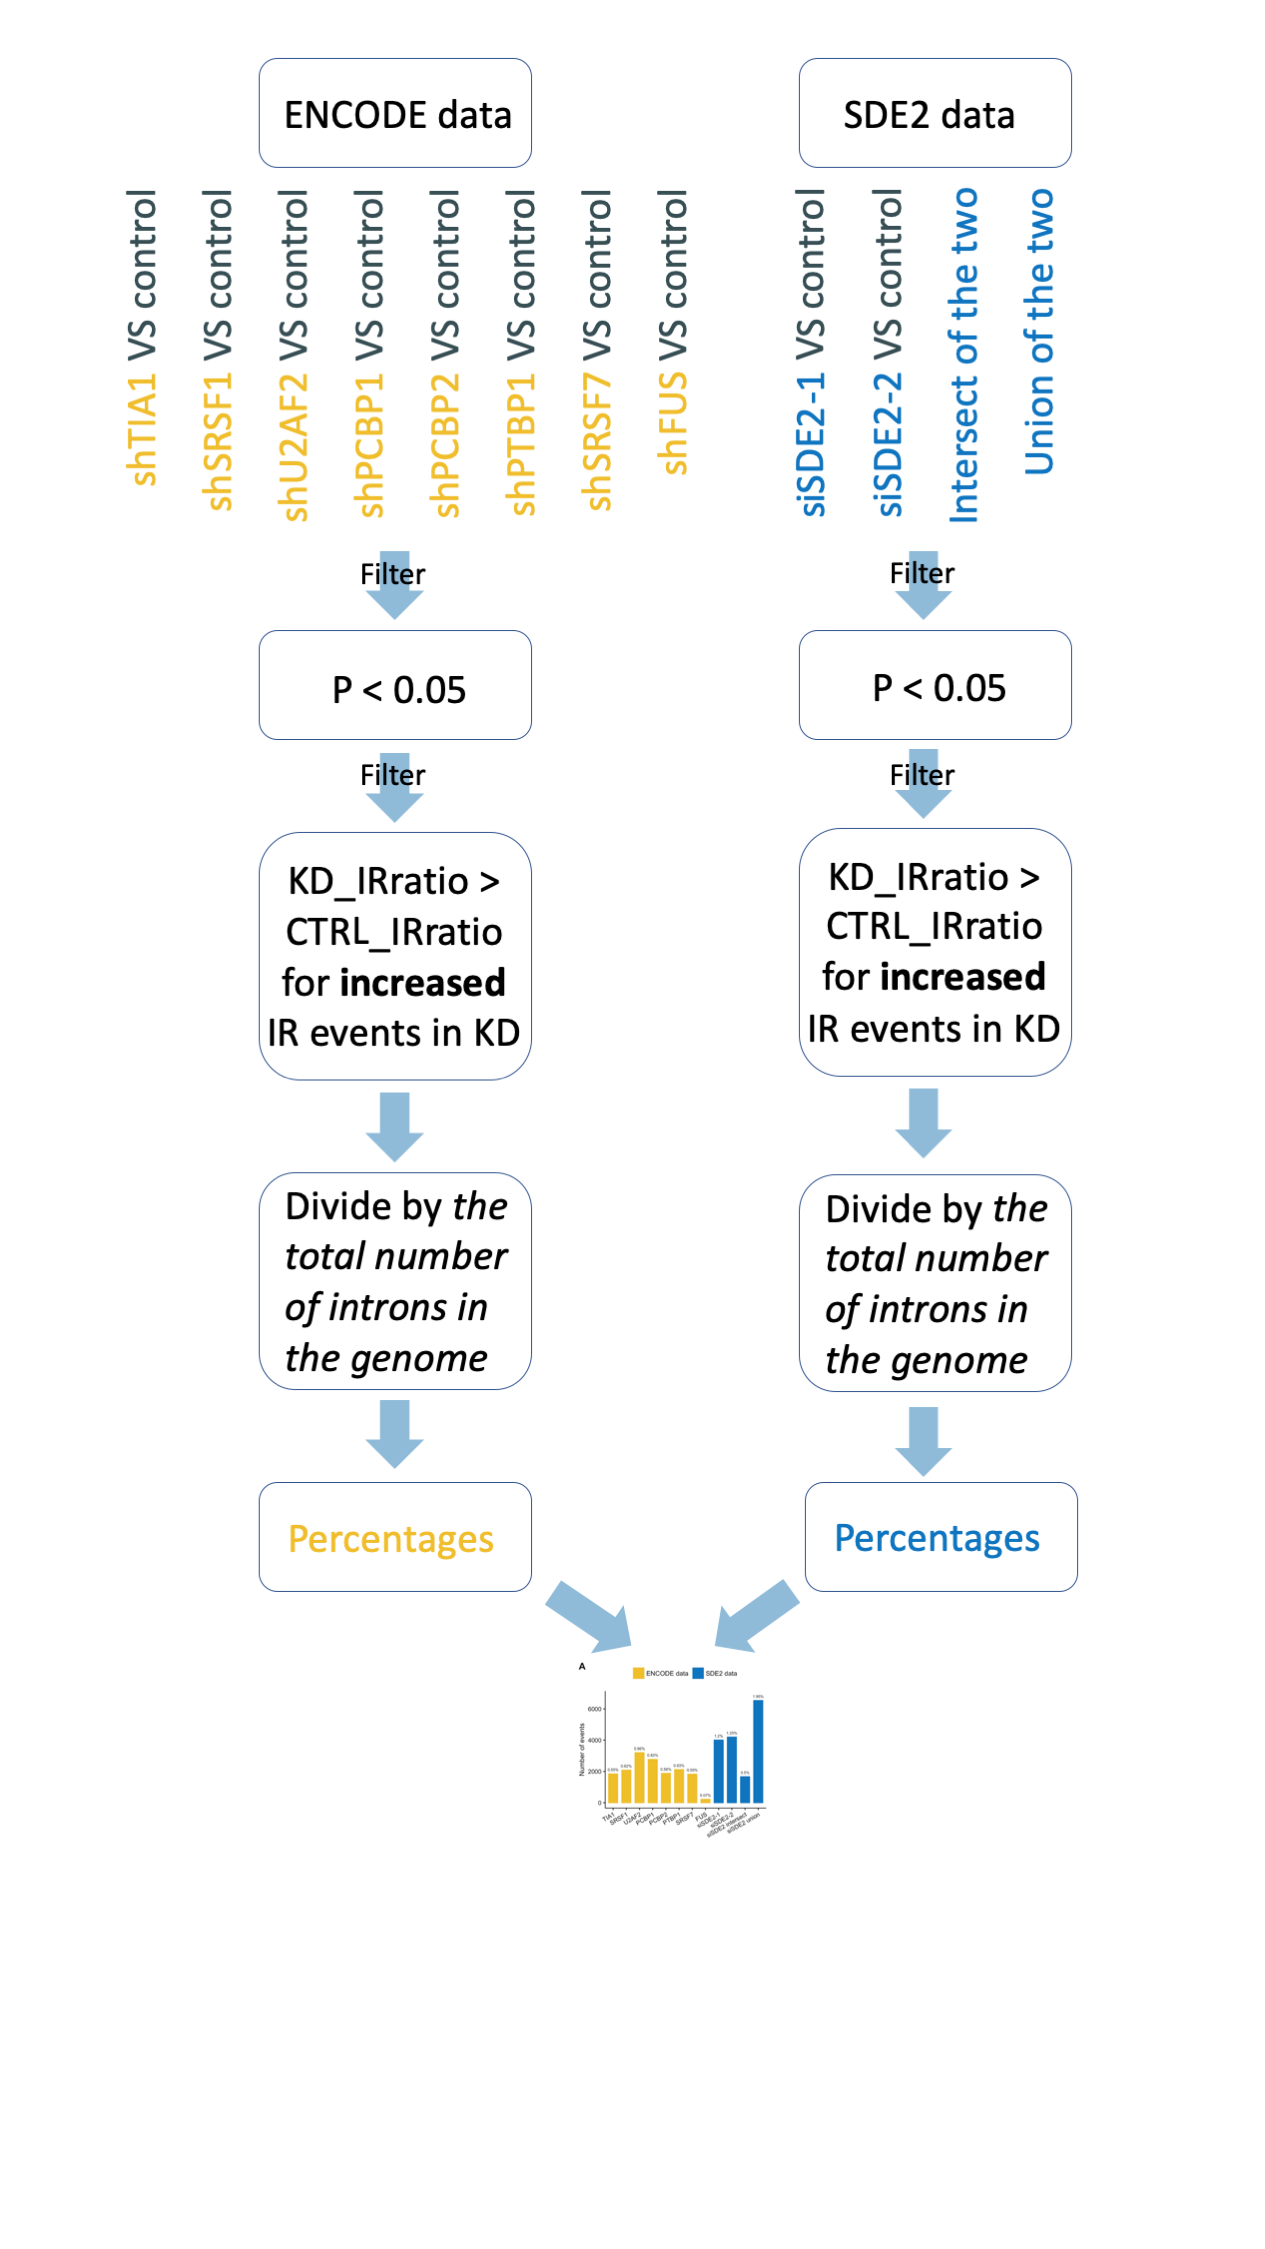 ENCODE data
SDE2 data
shTIA1 VS control
shSRSF1 VS control
shU2AF2 VS control
shPCBP1 VS control
shPCBP2 VS control
shPTBP1 VS control
shSRSF7 VS control
shFUS VS control
siSDE2-1 VS control
siSDE2-2 VS control
Intersect of the two
Union of the two
Filter
Filter
P < 0.05
P < 0.05
Filter
Filter
KD_IRratio >
CTRL_IRratio
for increased
IR events in KD
KD_IRratio >
CTRL_IRratio
for increased
IR events in KD
Divide by the
total number
of introns in
the genome
Divide by the
total number
of introns in
the genome
Percentages
Percentages
A
ENCODE data
SDE2 data
Number of events
6000
4000
2000
0
TIA1
SRSF1
U2AF2
PCBP1
PCBP2
PTBP1
SRSF7
FUS
siSDE2-1
siSDE2-2
siSDE2 intersect
siSDE2 union